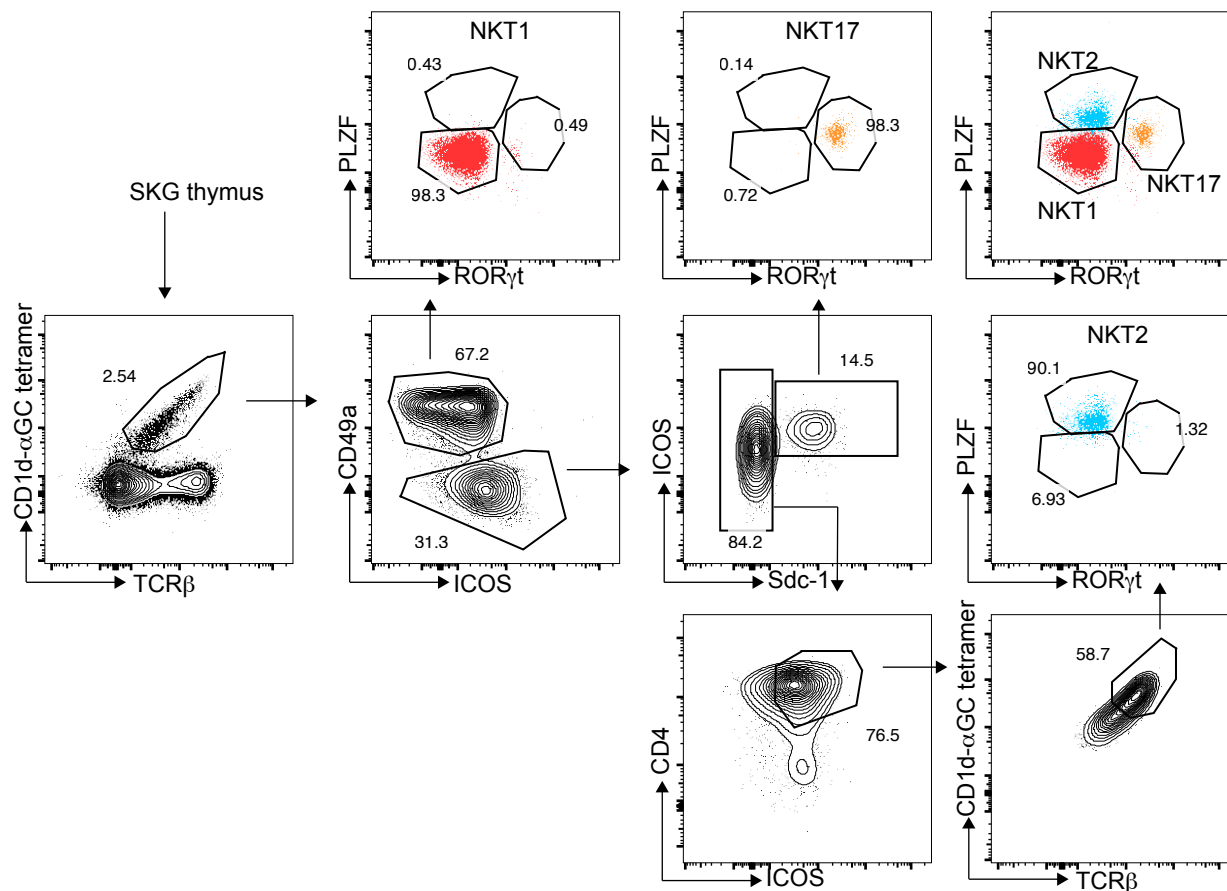 NKT1
0.43
0.49
98.3
PLZF
RORγt
NKT17
0.14
98.3
0.72
PLZF
RORγt
NKT2
NKT1
NKT17
PLZF
RORγt
SKG thymus
2.54
CD1d-αGC tetramer
TCRβ
67.2
31.3
CD49a
ICOS
14.5
84.2
ICOS
Sdc-1
NKT2
90.1
1.32
6.93
PLZF
RORγt
76.5
CD4
ICOS
58.7
CD1d-αGC tetramer
TCRβ